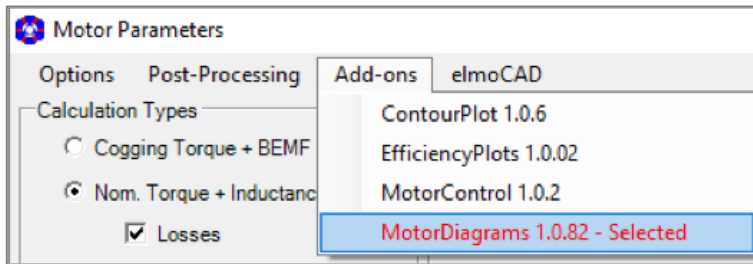 Motor Parameters
Options Post-Processing Add-ons elmoCAD
Calculation Types
ContourPlot 1.0.6
Cogging Torque + BEMF
EfficiencyPlots 1.0.02
Nom. Torque + Inductanc
MotorControl 1.0.2
Losses
MotorDiagrams 1.0.82 - Selected